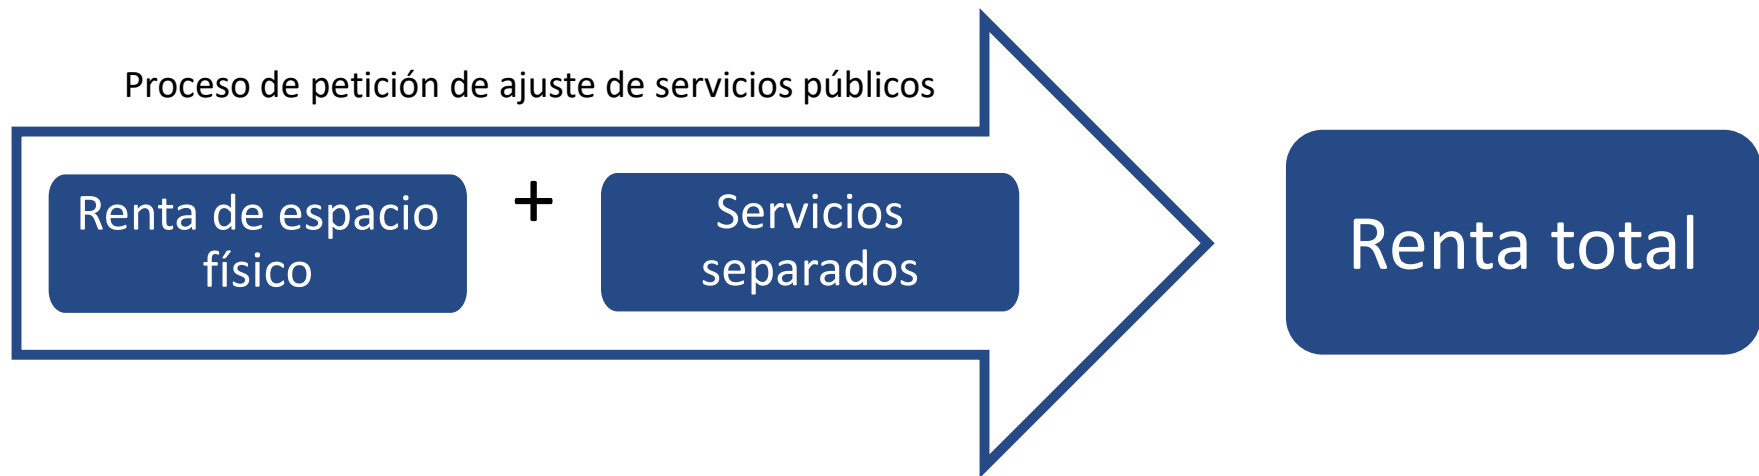 Proceso de petición de ajuste de servicios públicos
Renta de espacio
físico
+
Servicios
separados
Renta total